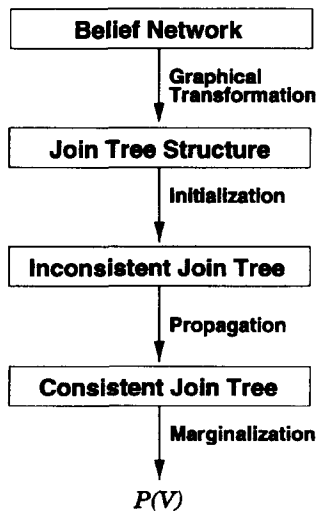 Belief Network
Graphical
Transformation
Join Tree Structure
Initialization
Inconsistent Join Tree
Propagation
Consistent Join Tree
Marginalization
P(V)